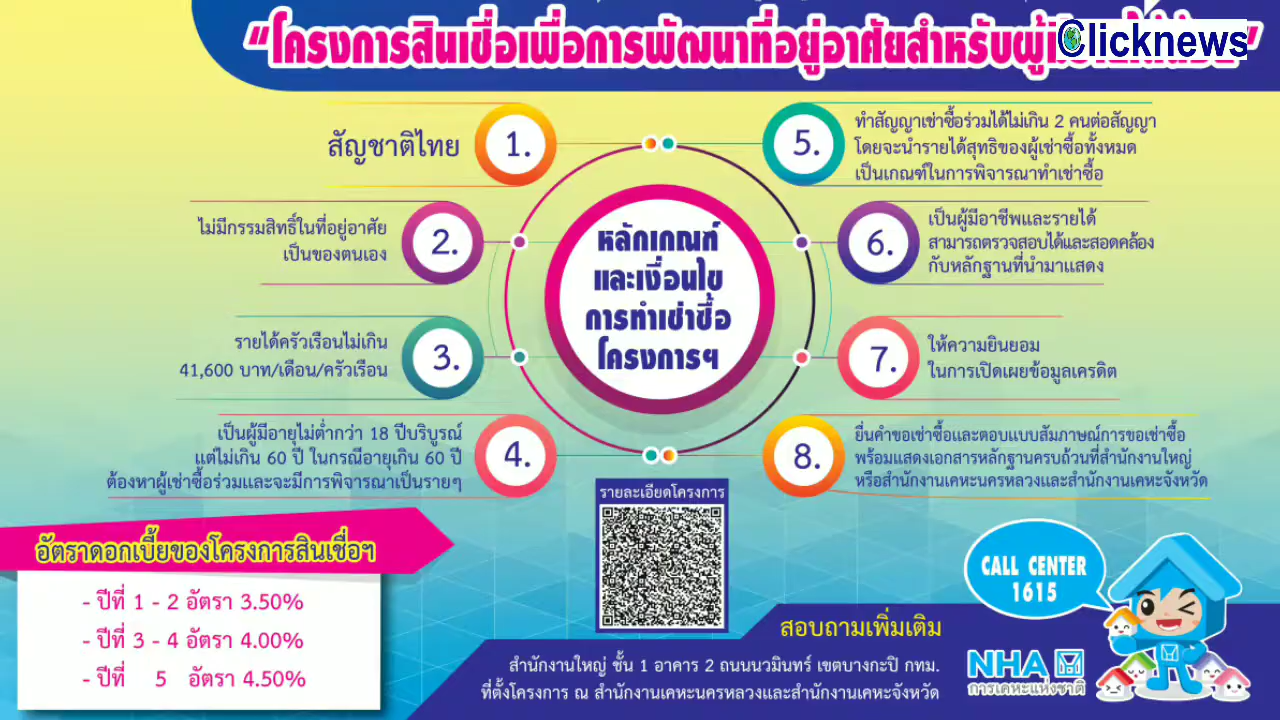 “โครงการสินเชื่อเพื่อการพัฒนาที่อยู่อาศัยสำหรับ
Clicknews
สัญชาติไทย
1.
ไม่มีกรรมสิทธิ์ในที่อยู่อาศัย
เป็นของตนเอง
2.
รายได้ครัวเรือนไม่เกิน
41,600 บาท/เดือน/ครัวเรือน
3.
เป็นผู้มีอายุไม่ต่ำกว่า 18 ปีบริบูรณ์
แต่ไม่เกิน 60 ปี ในกรณีอายุเกิน 60 ปี
ต้องหาผู้เช่าซื้อร่วมและจะมีการพิจารณาเป็นรายๆ
4.
หลักเกณฑ์
และเงื่อนไข
การทำเช่าซื้อ
โครงการฯ
5.
ทำสัญญาเช่าซื้อร่วมได้ไม่เกิน 2 คนต่อสัญญา
โดยจะนำรายได้สุทธิของผู้เช่าซื้อทั้งหมด
เป็นเกณฑ์ในการพิจารณาทำเช่าซื้อ
6.
เป็นผู้มีอาชีพและรายได้
สามารถตรวจสอบได้และสอดคล้อง
กับหลักฐานที่นำมาแสดง
7.
ให้ความยินยอม
ในการเปิดเผยข้อมูลเครดิต
8.
ยื่นคำขอเช่าซื้อและตอบแบบสัมภาษณ์การขอเช่าซื้อ
พร้อมแสดงเอกสารหลักฐานครบถ้วนที่สำนักงานใหญ่
หรือสำนักงานเคหะนครหลวงและสำนักงานเคหะจังหวัด
รายละเอียดโครงการ
อัตราดอกเบี้ยของโครงการสินเชื่อฯ
- ปีที่ 1 - 2 อัตรา 3.50%
- ปีที่ 3 - 4 อัตรา 4.00%
- ปีที่ 5 อัตรา 4.50%
สอบถามเพิ่มเติม
สำนักงานใหญ่ ชั้น 1 อาคาร 2 ถนนนวมินทร์ เขตบางกะปิ กทม.
ที่ตั้งโครงการ ณ สำนักงานเคหะนครหลวงและสำนักงานเคหะจังหวัด
CALL CENTER
1615
NHA
การเคหะแห่งชาติ